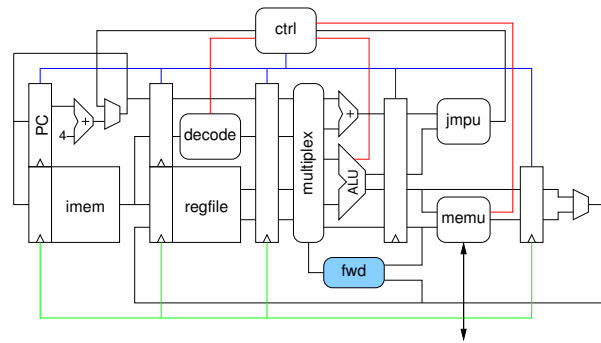 ctrl
PC
4
+
decode
multiplex
+
jmpu
ALU
imem
regfile
memu
fwd